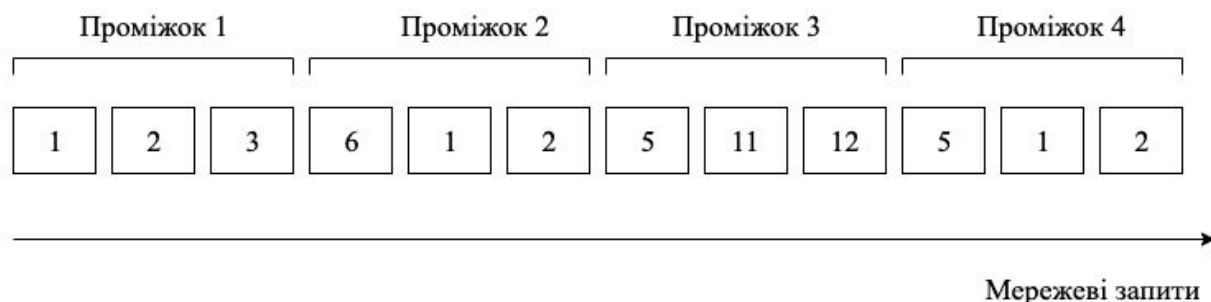 Проміжок 1 Проміжок 2 Проміжок 3 Проміжок 4
1 2 3 6 1 2 5 11 12 5 1 2
Мережеві запити